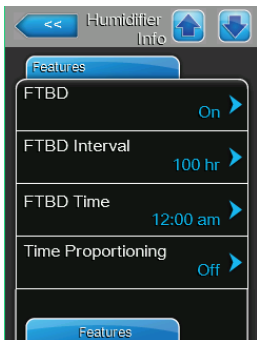 << Humidifier
Info
Features
FTBD
On
FTBD Interval
100 hr
FTBD Time
12:00 am
Time Proportioning
Off
Features